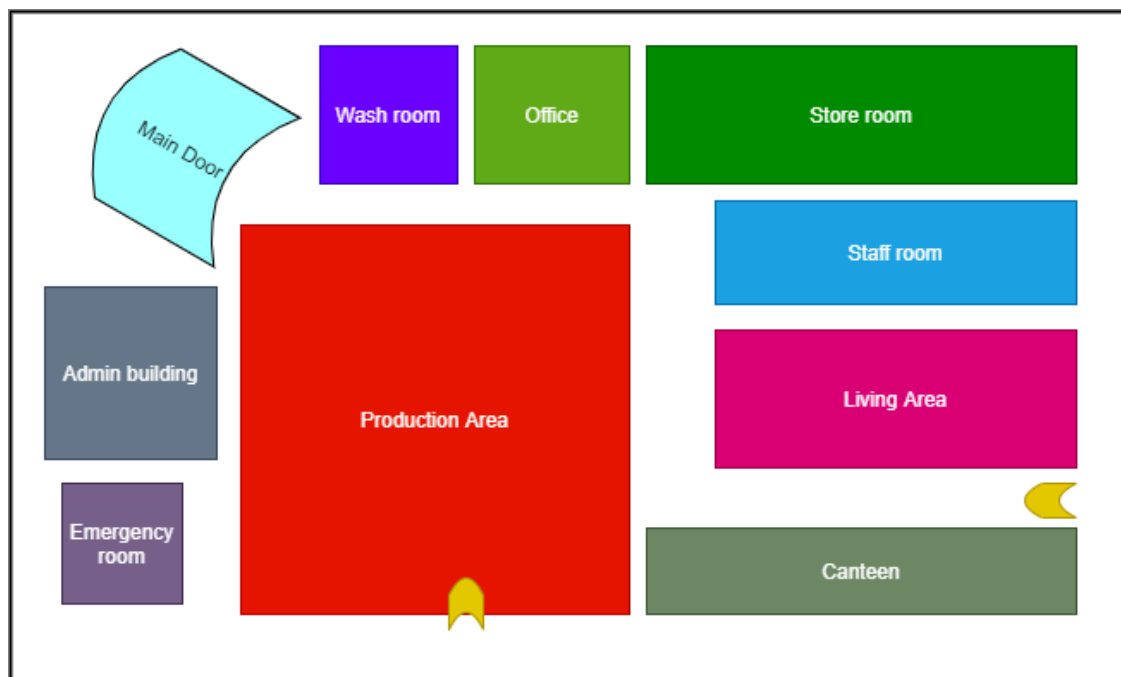 Main Door
Wash room
Office
Store room
Staff room
Admin building
Production Area
Living Area
Emergency
room
Canteen